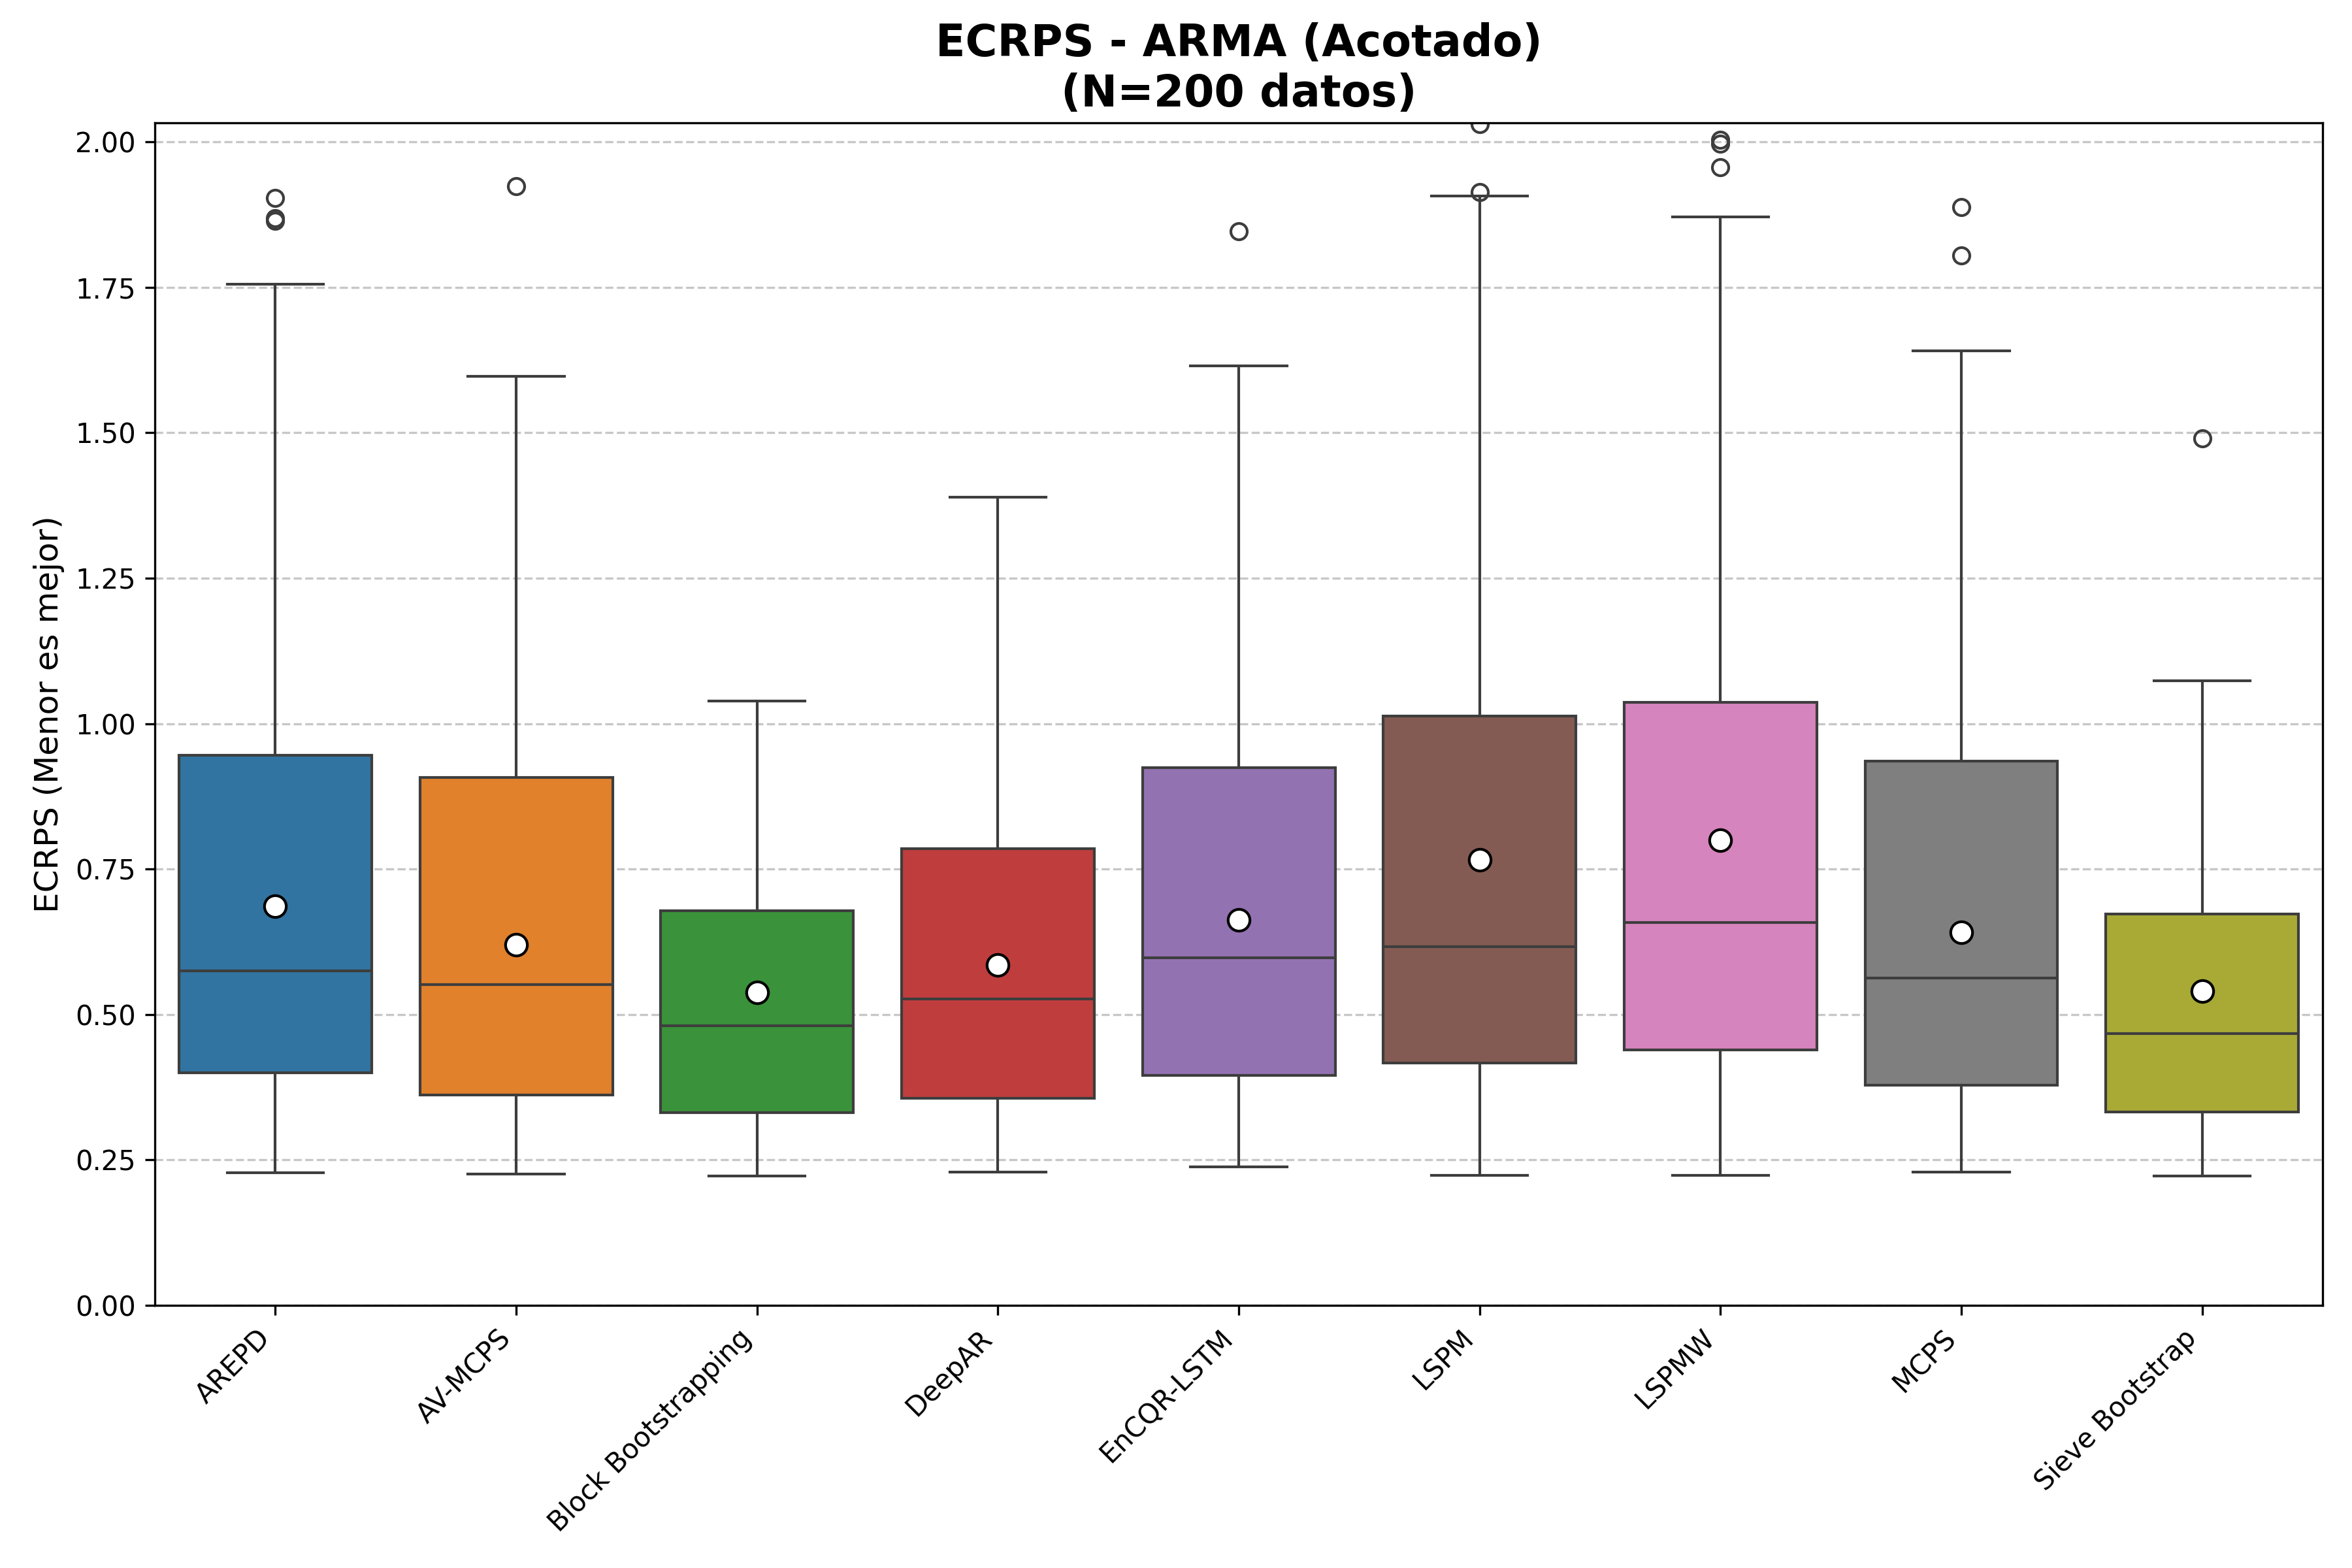 ECRPS - ARMA (Acotado)
(N=200 datos)
ECRPS (Menor es mejor)
2.00
1.75
1.50
1.25
1.00
0.75
0.50
0.25
0.00
AREPD
AV-MCPS
Block Bootstrapping
DeepAR
EnCQR-LSTM
LSPM
LSPMW
MCPS
Sieve Bootstrap